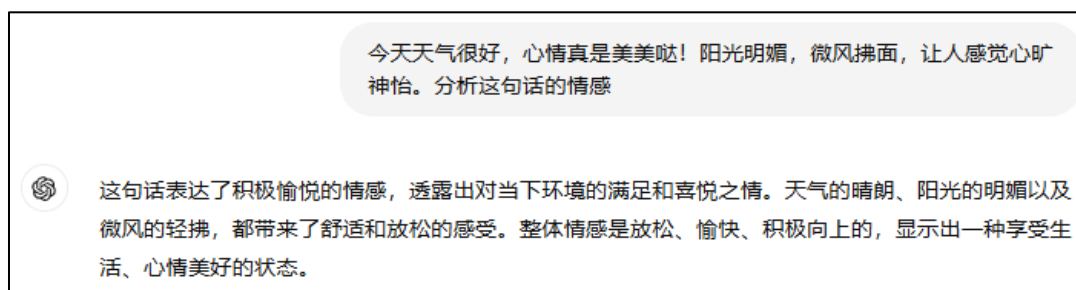 今天天气很好，心情真是美美哒！阳光明媚，微风拂面，让人感觉心旷
神怡。分析这句话的情感
这句话表达了积极愉悦的情感，透露出对当下环境的满足和喜悦之情。天气的晴朗、阳光的明媚以及
微风的轻拂，都带来了舒适和放松的感受。整体情感是放松、愉快、积极向上的，显示出一种享受生
活、心情美好的状态。